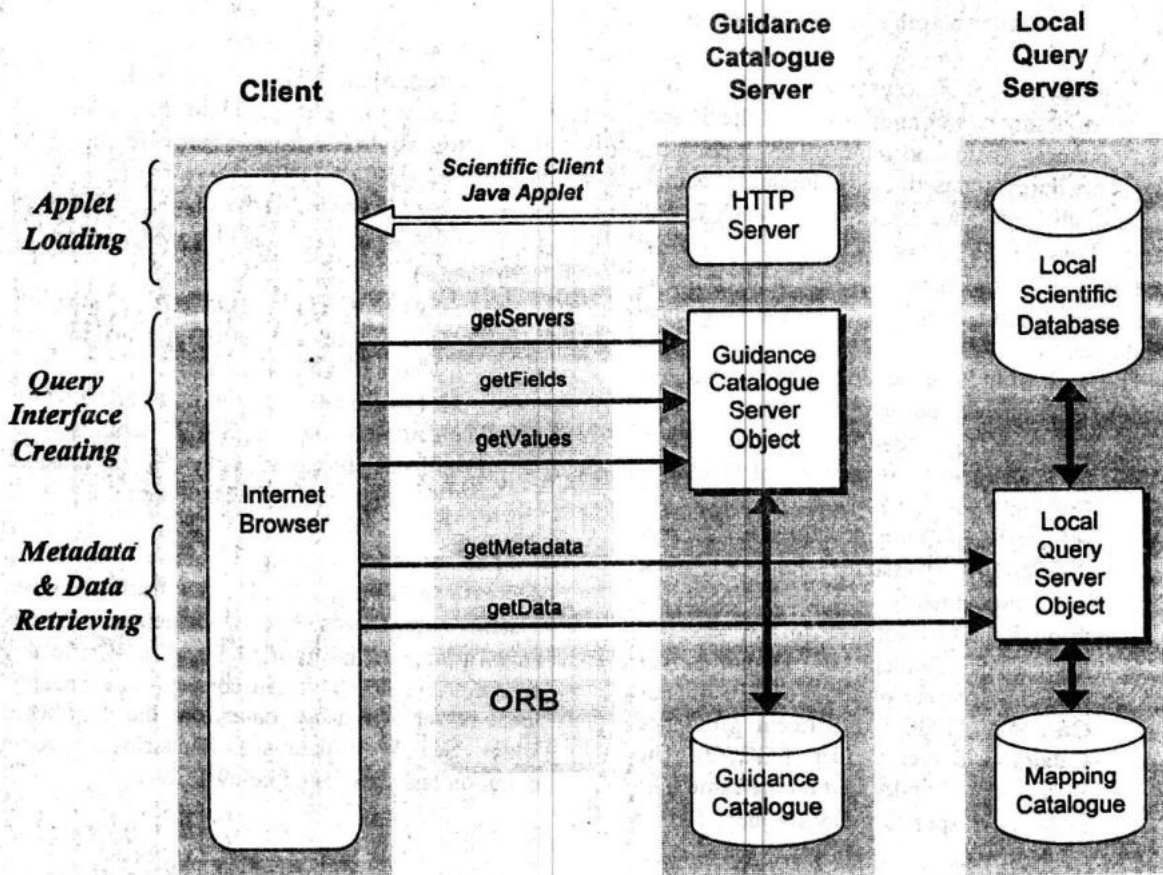 Client
Guidance
Catalogue
Server
Local
Query
Servers
Applet
Loading
Scientific Client
Java Applet
HTTP
Server
Local
Scientific
Database
Query
Interface
Creating
getServers
getFields
getValues
Guidance
Catalogue
Server
Object
Internet
Browser
Metadata
& Data
Retrieving
getMetadata
getData
Local
Query
Server
Object
ORB
Guidance
Catalogue
Mapping
Catalogue